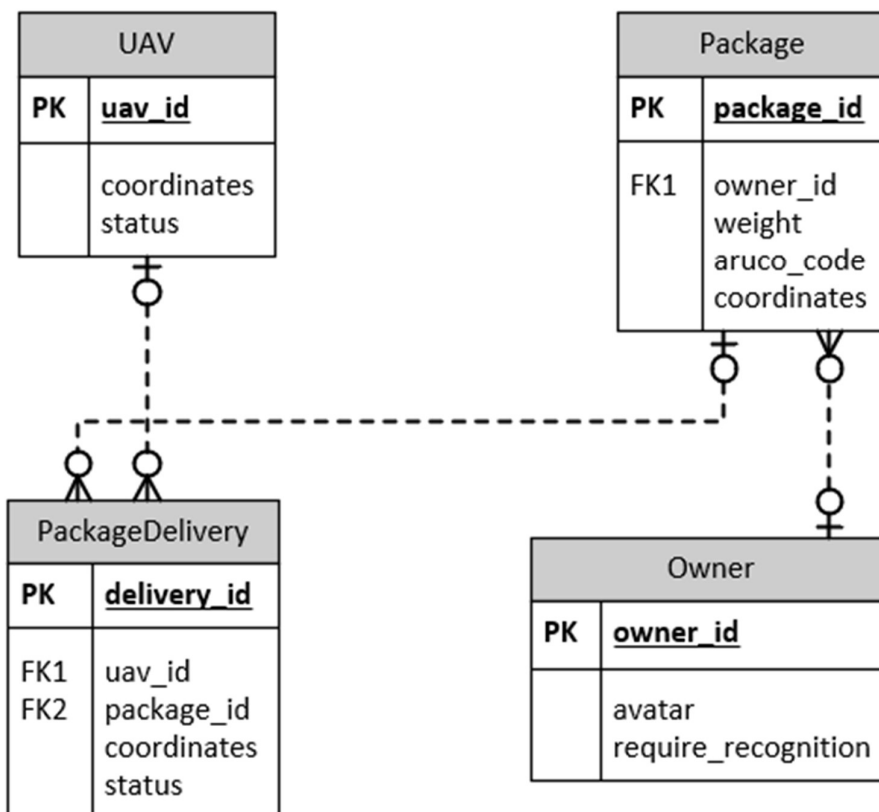 UAV
PK uav_id
coordinates
status
Package
PK package_id
FK1 owner_id
weight
aruco_code
coordinates
PackageDelivery
PK delivery_id
FK1 uav_id
FK2 package_id
coordinates
status
Owner
PK owner_id
avatar
require_recognition